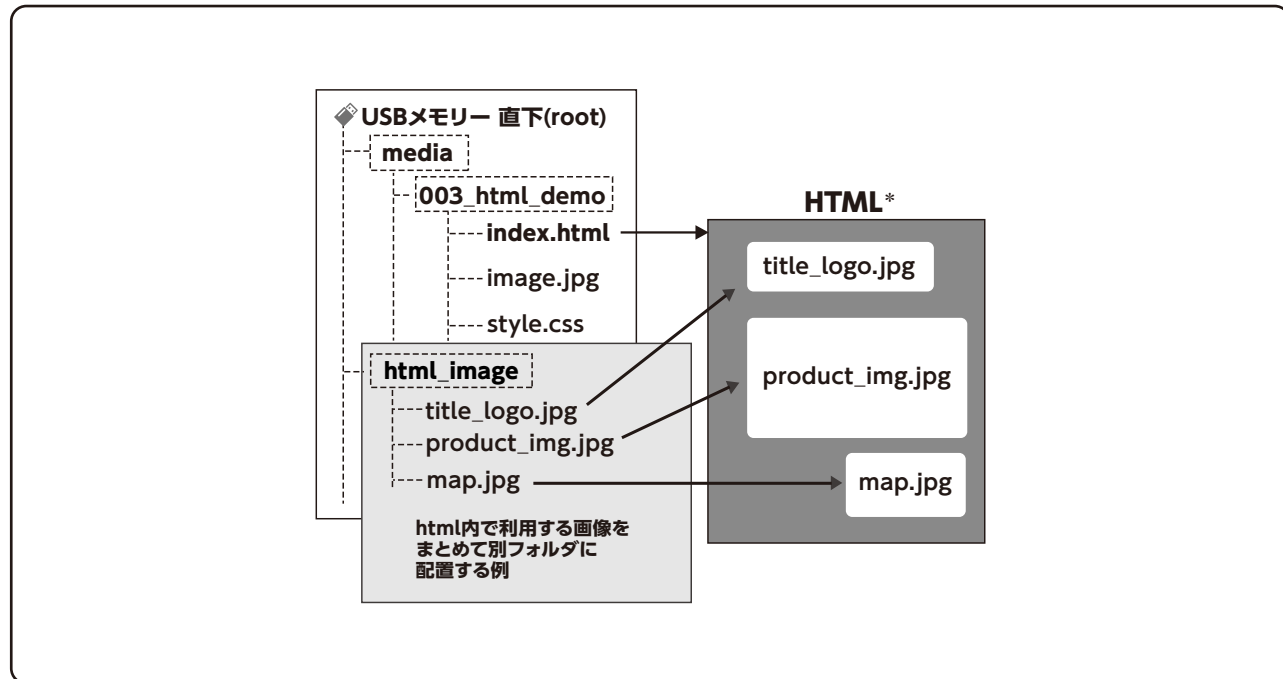 USBメモリー 直下(root)
media
003_html_demo
index.html
image.jpg
style.css
html_image
title_logo.jpg
product_img.jpg
map.jpg
html内で利用する画像を
まとめて別フォルダに
配置する例
HTML*
title_logo.jpg
product_img.jpg
map.jpg